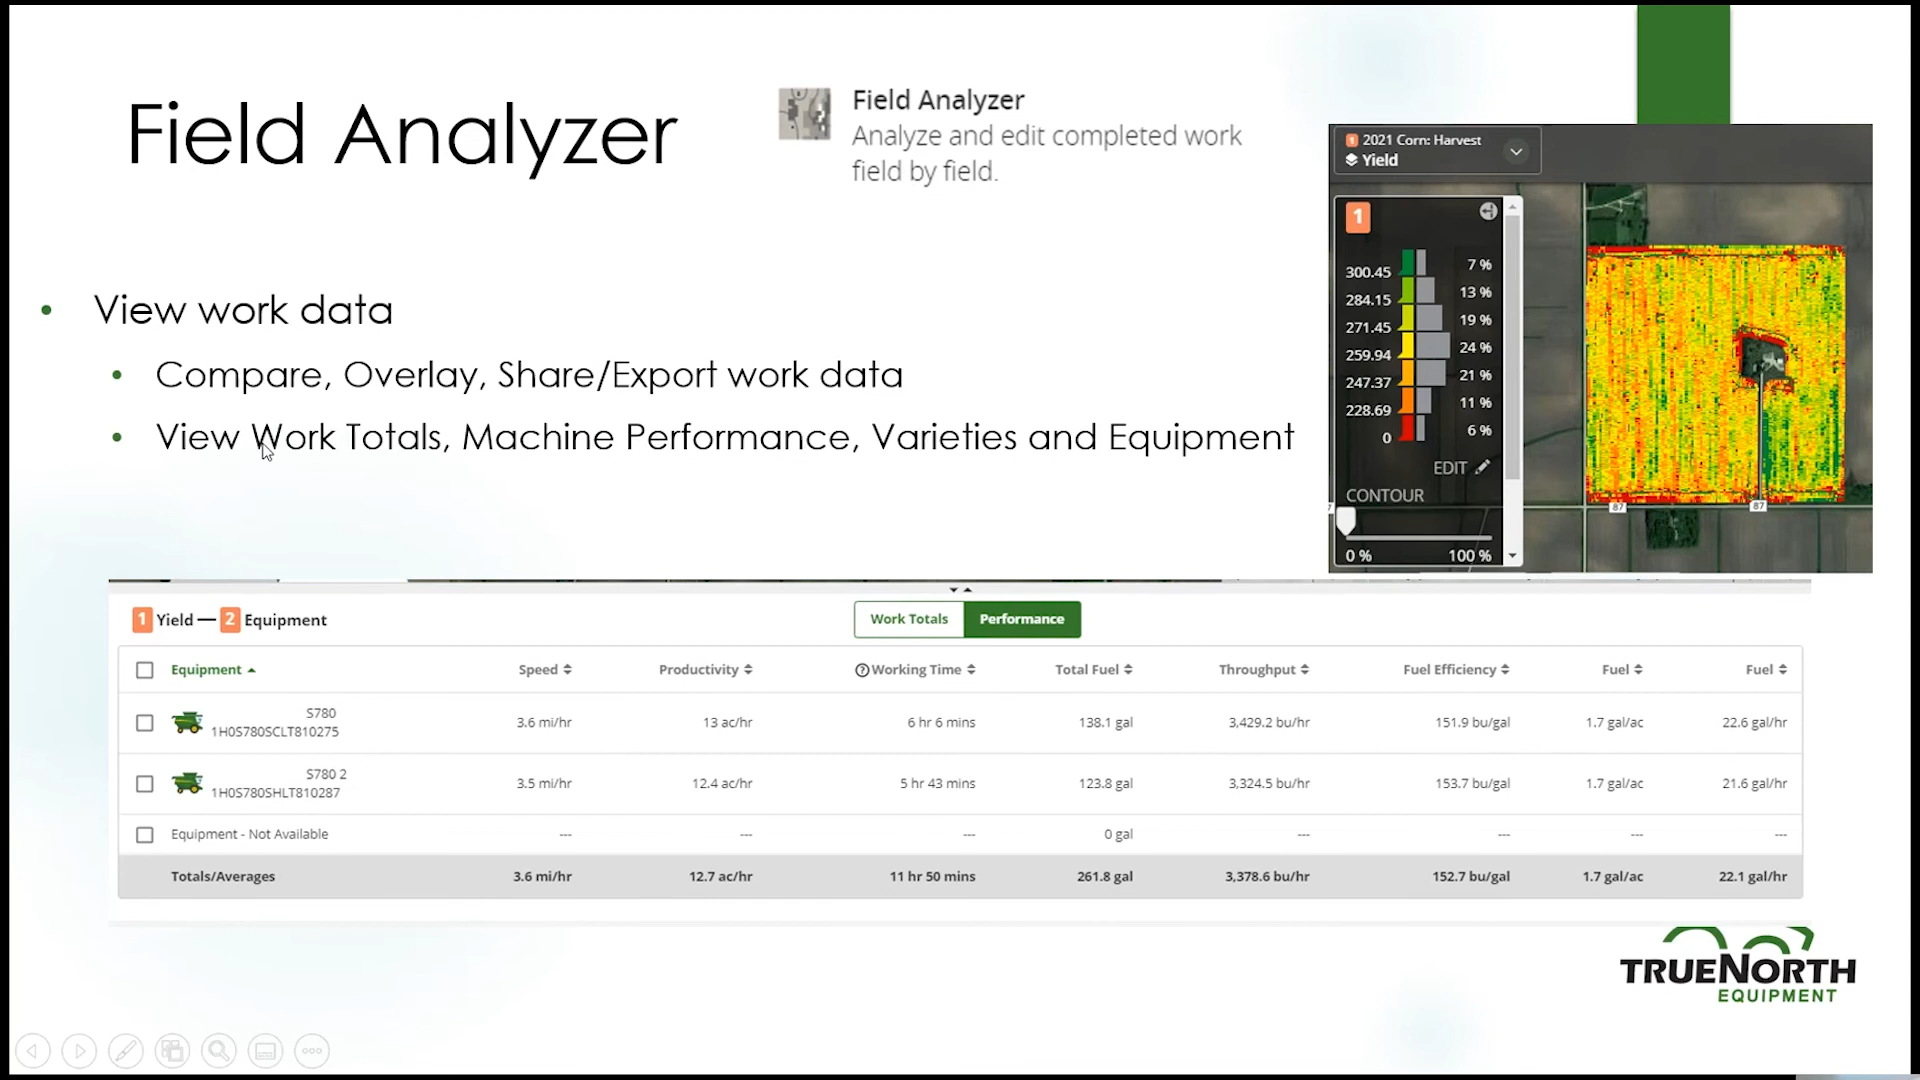 Field Analyzer
Field Analyzer
Analyze and edit completed work
field by field.
• View work data
• Compare, Overlay, Share/Export work data
• View Work Totals, Machine Performance, Varieties and Equipment
1 2021 Corn: Harvest
Yield
1
300.45 7 %
284.15 13 %
271.45 19 %
259.94 24 %
247.37 21 %
228.69 11 %
0 6 %
EDIT
CONTOUR
0 % 100 %
87 87
1 Yield — 2 Equipment
Work Totals Performance
Equipment Speed Productivity Working Time Total Fuel Throughput Fuel Efficiency Fuel Fuel
S780
1H0S780SCLT810275
3.6 mi/hr 13 ac/hr 6 hr 6 mins 138.1 gal 3,429.2 bu/hr 151.9 bu/gal 1.7 gal/ac 22.6 gal/hr
S780 2
1H0S780SHLT810287
3.5 mi/hr 12.4 ac/hr 5 hr 43 mins 123.8 gal 3,324.5 bu/hr 153.7 bu/gal 1.7 gal/ac 21.6 gal/hr
Equipment - Not Available --- --- --- 0 gal --- --- --- ---
Totals/Averages 3.6 mi/hr 12.7 ac/hr 11 hr 50 mins 261.8 gal 3,378.6 bu/hr 152.7 bu/gal 1.7 gal/ac 22.1 gal/hr
TRUENORTH
EQUIPMENT